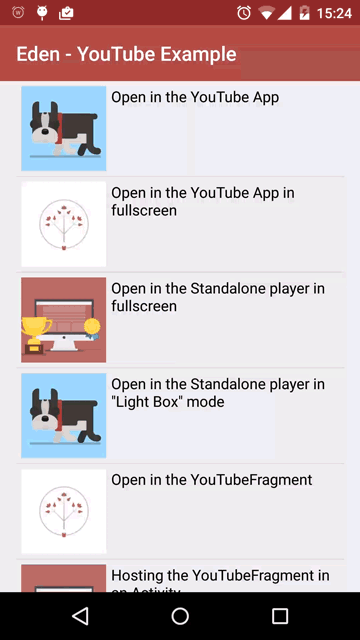 15:24
Eden - YouTube Example
Open in the YouTube App
Open in the YouTube App in
fullscreen
Open in the Standalone player in
fullscreen
Open in the Standalone player in
"Light Box" mode
Open in the YouTubeFragment
Hosting the YouTubeFragment in
an Activity